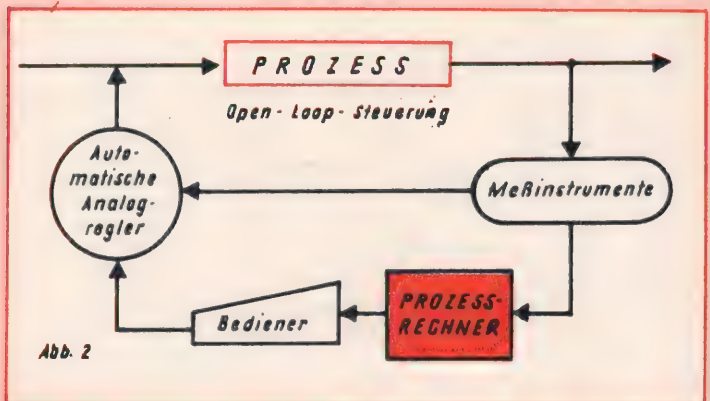 PROZESS
Open-Loop-Steuerung
Auto-
matische
Analog-
regler
Meßinstrumente
PROZESS-
RECHNER
Bediener
Abb. 2